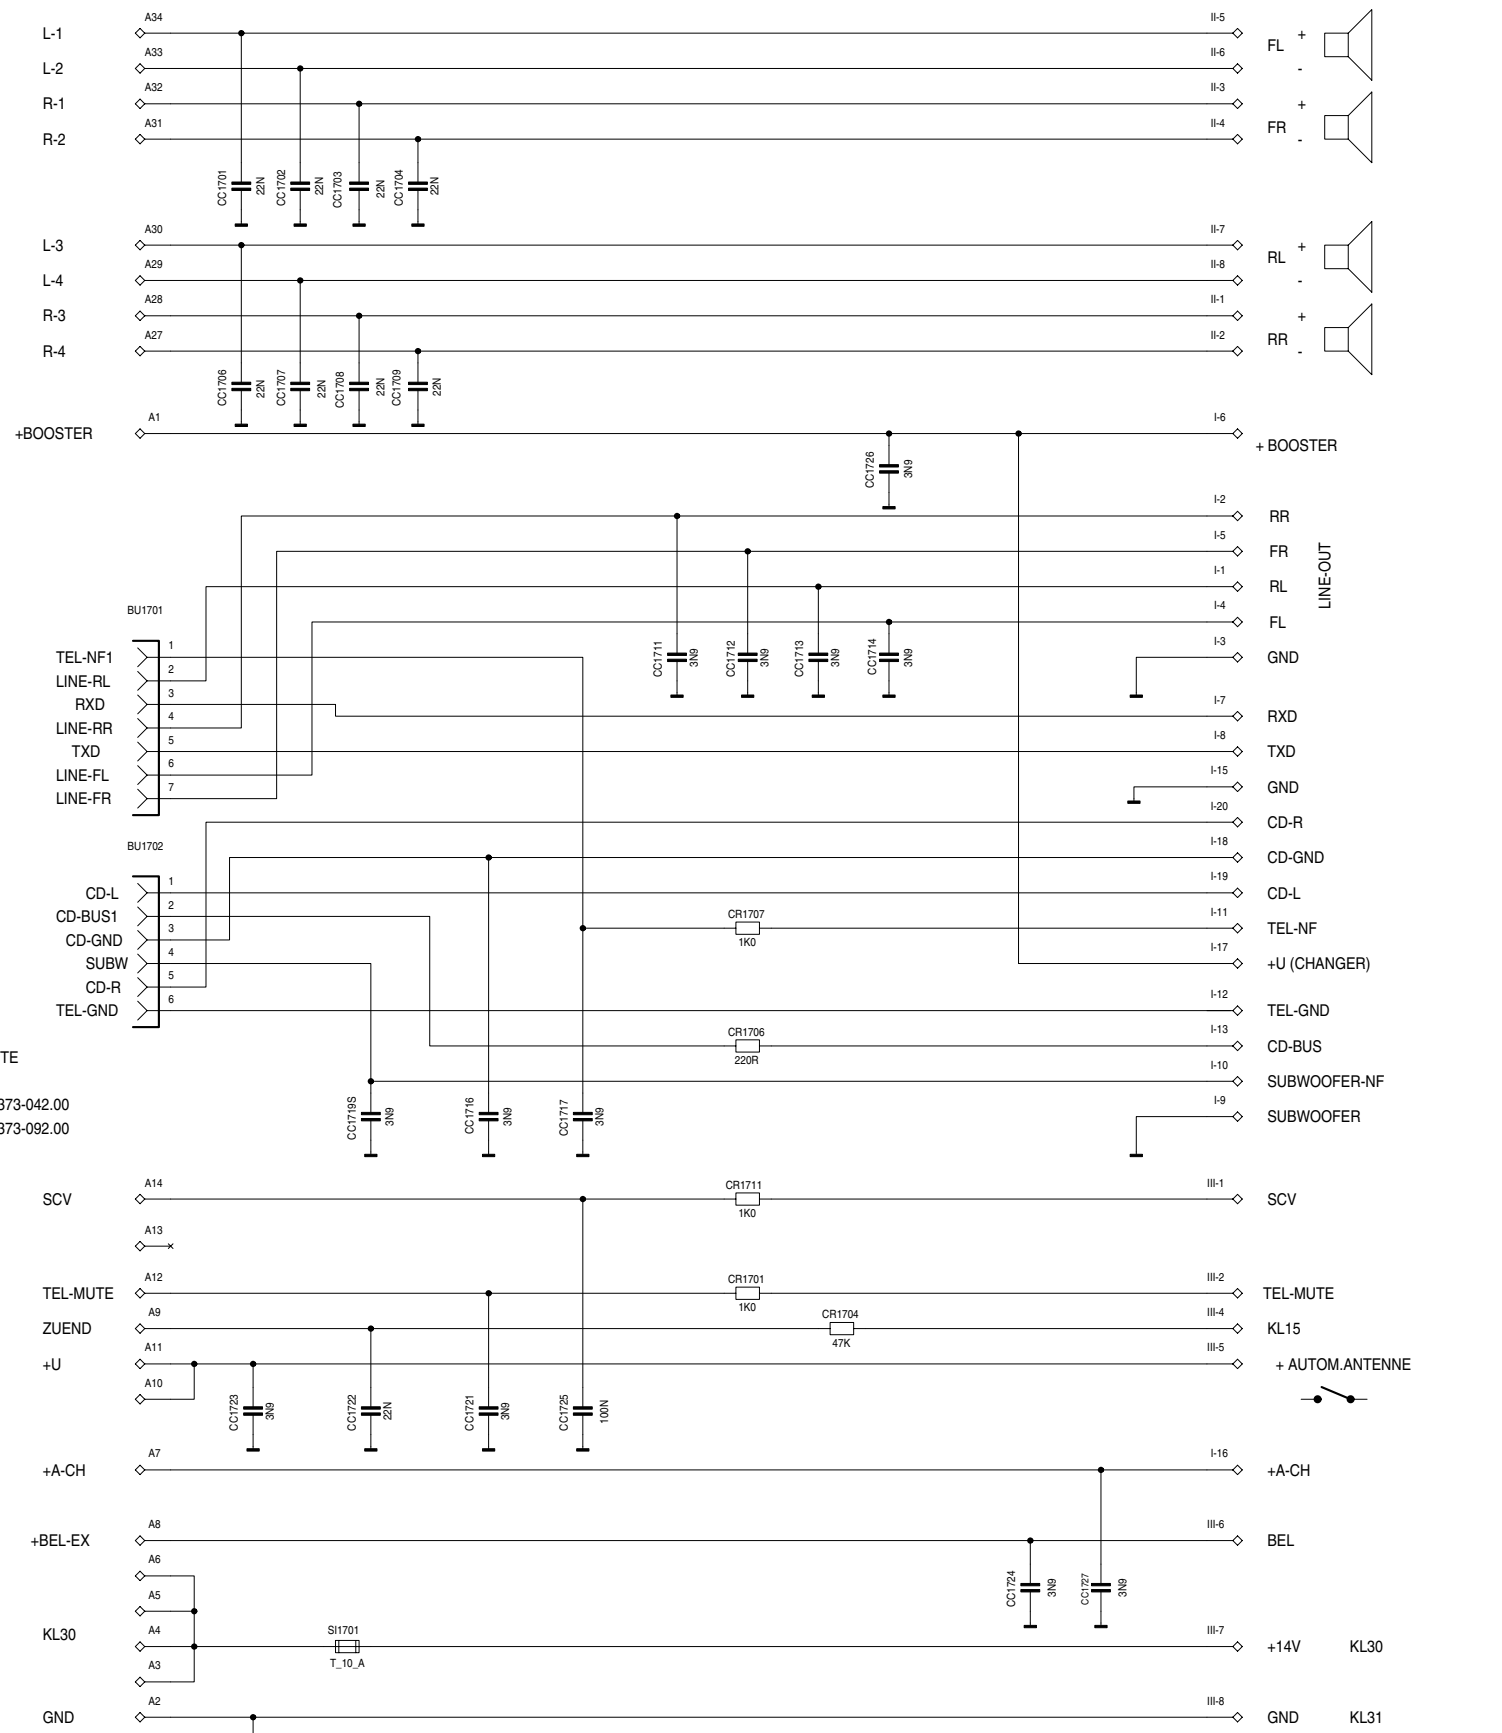 L-1 A34 II-5
FL + -
L-2 A33 II-6
R-1 A32 II-3
FR + -
R-2 A31 II-4
CC1701 22N CC1702 22N CC1703 22N CC1704 22N
L-3 A30 II-7
RL + -
L-4 A29 II-8
R-3 A28 II-1
RR + -
R-4 A27 II-2
CC1706 22N CC1707 22N CC1708 22N CC1709 22N
+BOOSTER A1 I-6 + BOOSTER
CC1726 3N9
I-2 RR
I-5 FR
I-1 RL
I-4 FL
LINE-OUT
I-3 GND
CC1711 3N9 CC1712 3N9 CC1713 3N9 CC1714 3N9
BU1701
TEL-NF1 1
LINE-RL 2
RXD 3
LINE-RR 4
TXD 5
LINE-FL 6
LINE-FR 7
I-7 RXD
I-8 TXD
I-15 GND
I-20 CD-R
I-18 CD-GND
I-19 CD-L
BU1702
CD-L 1
CD-BUS1 2
CD-GND 3
SUBW 4
CD-R 5
TEL-GND 6
CR1707 1K0 I-11 TEL-NF
I-17 +U (CHANGER)
I-12 TEL-GND
CR1706 220R I-13 CD-BUS
I-10 SUBWOOFER-NF
I-9 SUBWOOFER
TE
373-042.00
373-092.00
CC1719S 3N9 CC1716 3N9 CC1717 3N9
SCV A14 CR1711 1K0 III-1 SCV
A13
TEL-MUTE A12 CR1701 1K0 III-2 TEL-MUTE
ZUEND A9 CR1704 47K III-4 KL15
+U A11 III-5 + AUTOM.ANTENNE
A10
CC1723 3N9 CC1722 22N CC1721 3N9 CC1725 100N
+A-CH A7 I-16 +A-CH
+BEL-EX A8 III-6 BEL
A6
CC1724 3N9 CC1727 3N9
A5
KL30 A4 SI1701 T_10_A III-7 +14V KL30
A3
GND A2 III-8 GND KL31